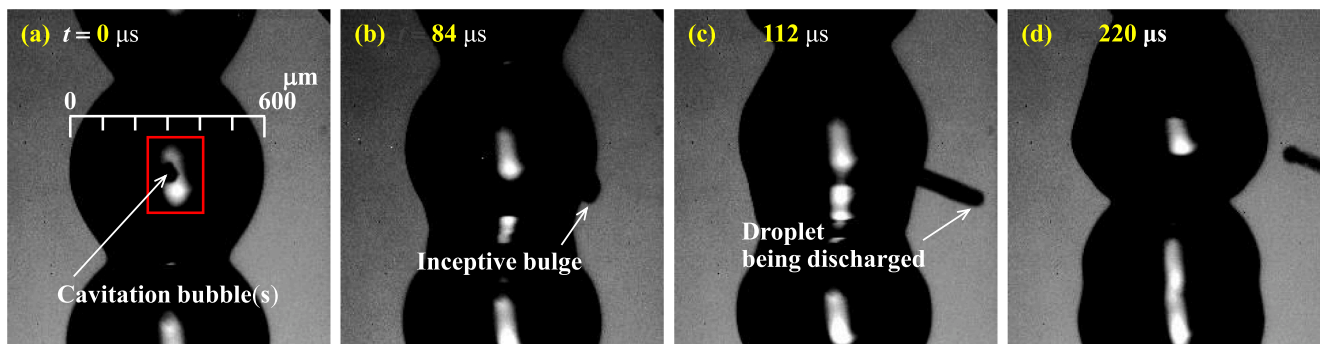 (a) t = 0 μs
μm
0 600
Cavitation bubble(s)
(b) 84 μs
Inceptive bulge
(c) 112 μs
Droplet
being discharged
(d) 220 μs